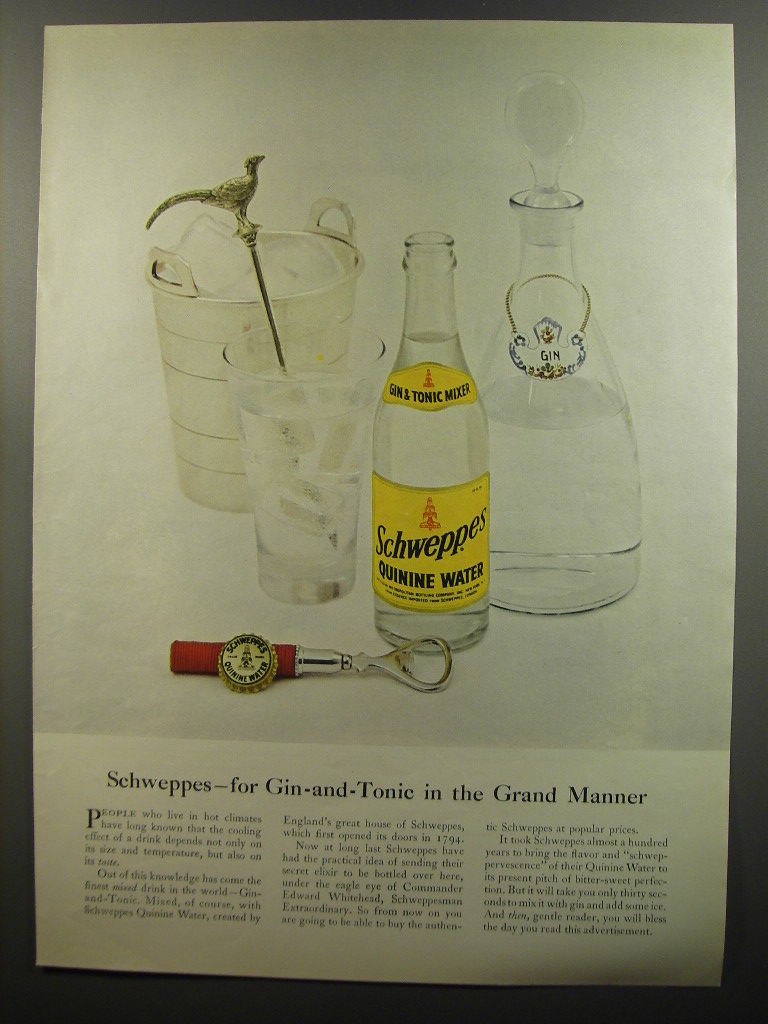 GIN
GIN & TONIC MIXER
Schweppes
QUININE WATER
SCHWEPPES
QUININE WATER
Schweppes—for Gin-and-Tonic in the Grand Manner
PEOPLE who live in hot climates
have long known that the cooling
effect of a drink depends not only on
its size and temperature, but also on
its taste.
Out of this knowledge has come the
finest mixed drink in the world—Gin-
and-Tonic. Mixed, of course, with
Schweppes Quinine Water, created by
England's great house of Schweppes,
which first opened its doors in 1794.
Now at long last Schweppes have
had the practical idea of sending their
secret elixir to be bottled over here,
under the eagle eye of Commander
Edward Whitehead, Schweppesman
Extraordinary. So from now on you
are going to be able to buy the authen-
tic Schweppes at popular prices.
It took Schweppes almost a hundred
years to bring the flavor and "schwep-
pervescence" of their Quinine Water to
its present pitch of bitter-sweet perfec-
tion. But it will take you only thirty sec-
onds to mix it with gin and add some ice.
And then, gentle reader, you will bless
the day you read this advertisement.